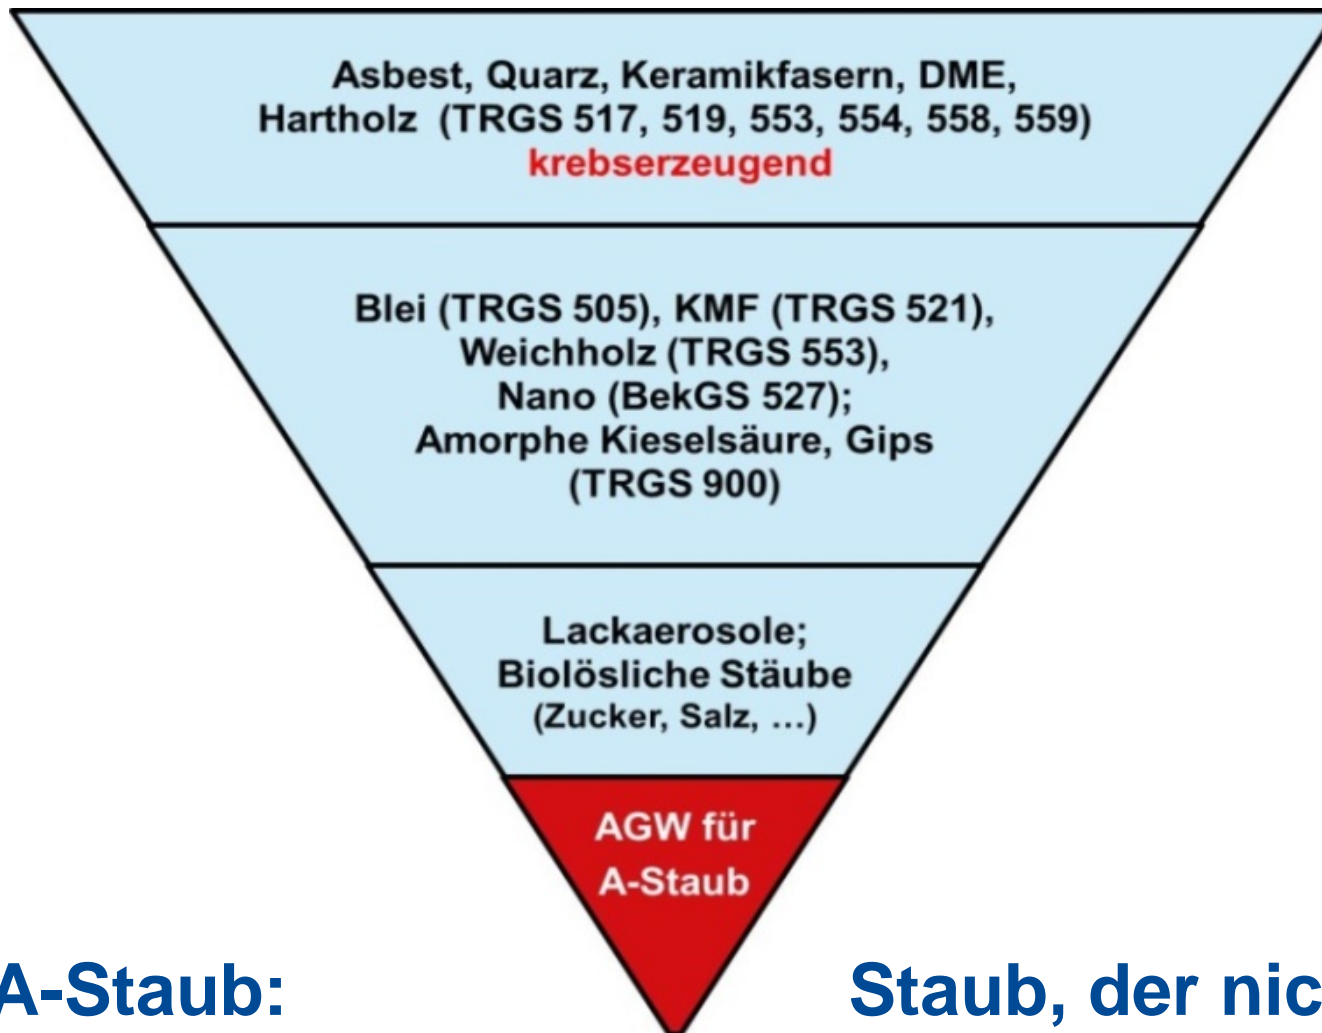 Asbest, Quarz, Keramikfasern, DME,
Hartholz (TRGS 517, 519, 553, 554, 558, 559)
krebserzeugend
Blei (TRGS 505), KMF (TRGS 521),
Weichholz (TRGS 553),
Nano (BekGS 527);
Amorphe Kieselsäure, Gips
(TRGS 900)
Lackaerosole;
Biolösliche Stäube
(Zucker, Salz, ...)
AGW für
A-Staub
A-Staub: Staub, der nic